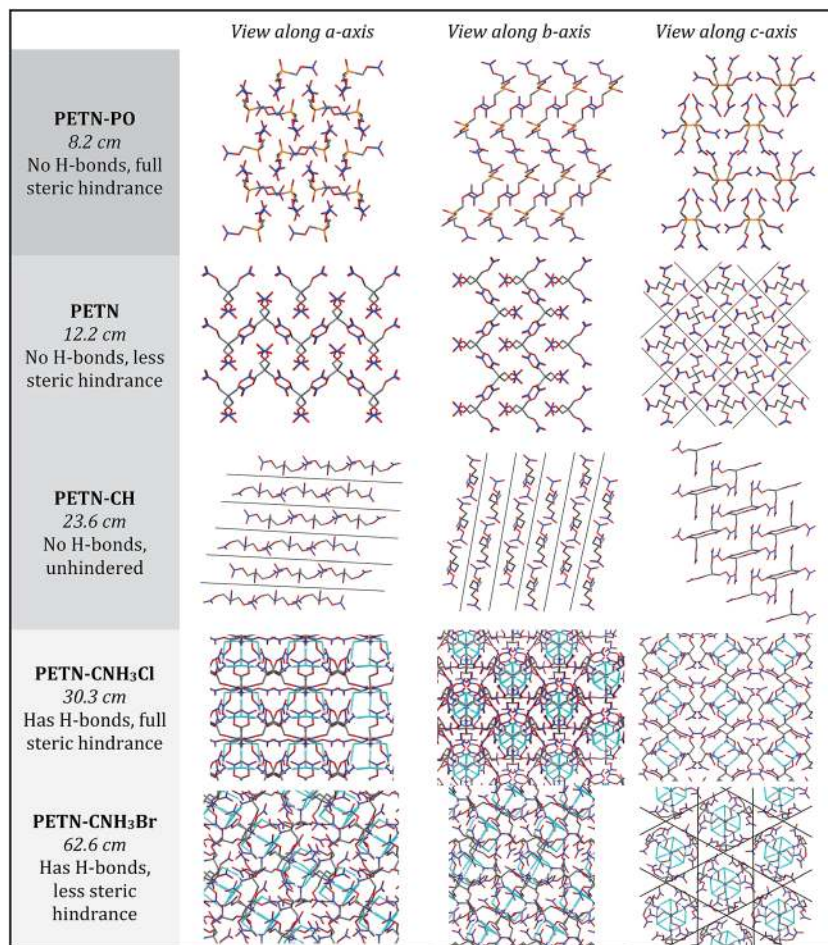 View along a-axis
View along b-axis
View along c-axis
PETN-PO
8.2 cm
No H-bonds, full
steric hindrance
PETN
12.2 cm
No H-bonds, less
steric hindrance
PETN-CH
23.6 cm
No H-bonds,
unhindered
PETN-CNH₃Cl
30.3 cm
Has H-bonds, full
steric hindrance
PETN-CNH₃Br
62.6 cm
Has H-bonds,
less steric
hindrance